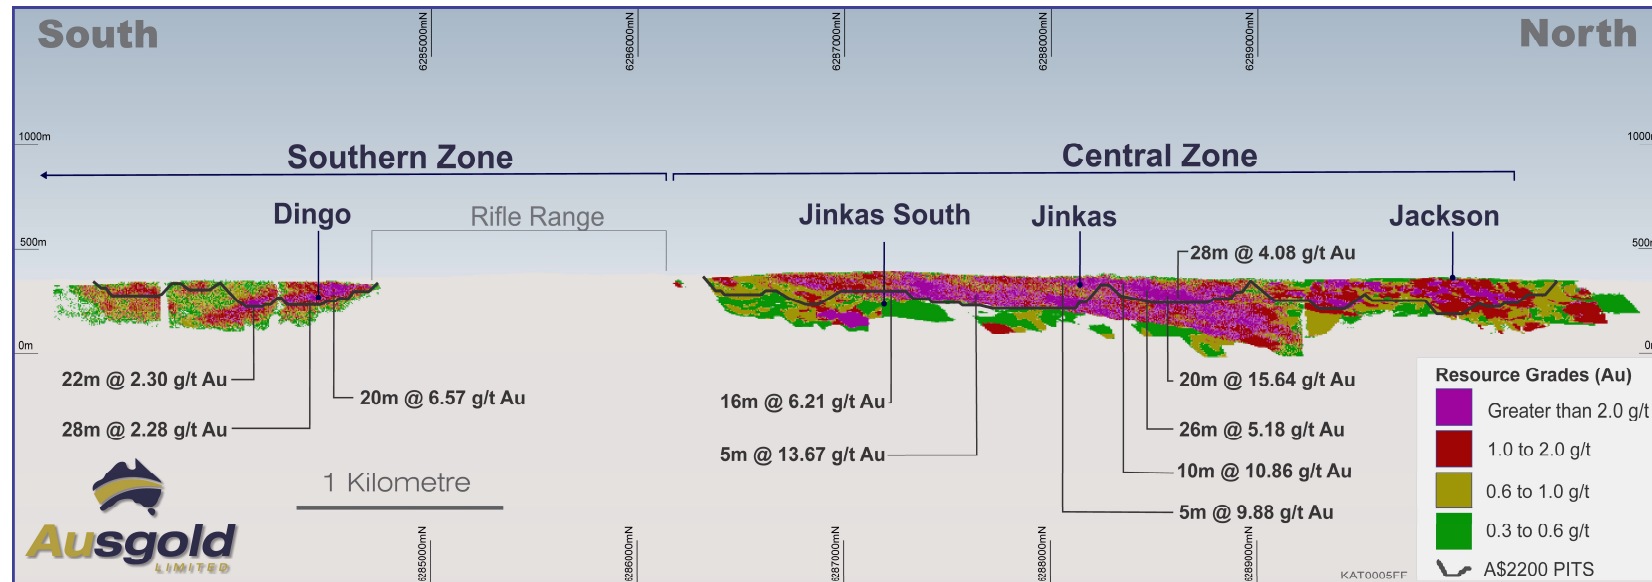 South
North
6285000mN
6286000mN
6287000mN
6288000mN
6289000mN
1000m
1000m
Southern Zone
Central Zone
Dingo
Rifle Range
Jinkas South
Jinkas
Jackson
500m
500m
28m @ 4.08 g/t Au
0m
22m @ 2.30 g/t Au
20m @ 6.57 g/t Au
28m @ 2.28 g/t Au
16m @ 6.21 g/t Au
5m @ 13.67 g/t Au
20m @ 15.64 g/t Au
26m @ 5.18 g/t Au
10m @ 10.86 g/t Au
5m @ 9.88 g/t Au
Resource Grades (Au)
Greater than 2.0 g/t
1.0 to 2.0 g/t
0.6 to 1.0 g/t
0.3 to 0.6 g/t
A$2200 PITS
1 Kilometre
Ausgold
LIMITED
6285000mN
6286000mN
6287000mN
6288000mN
6289000mN